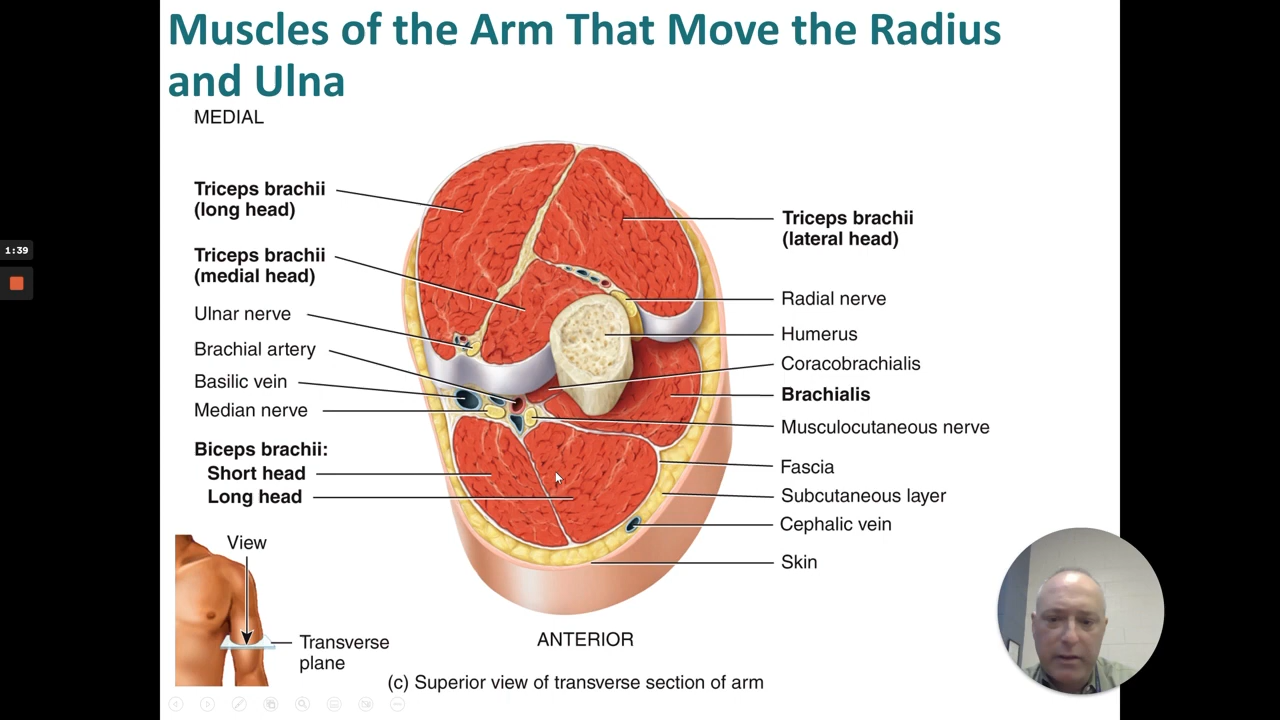 Muscles of the Arm That Move the Radius
and Ulna
MEDIAL
Triceps brachii
(long head)
Triceps brachii
(medial head)
Ulnar nerve
Brachial artery
Basilic vein
Median nerve
Biceps brachii:
Short head
Long head
Triceps brachii
(lateral head)
Radial nerve
Humerus
Coracobrachialis
Brachialis
Musculocutaneous nerve
Fascia
Subcutaneous layer
Cephalic vein
Skin
View
Transverse
plane
ANTERIOR
(c) Superior view of transverse section of arm
1:39